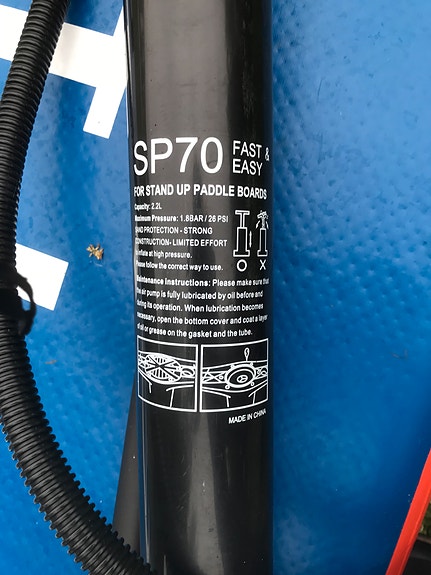 SP70 FAST &
EASY
FOR STAND UP PADDLE BOARDS
Capacity: 2.2L
Maximum Pressure: 1.8BAR / 26 PSI
SAND PROTECTION - STRONG
CONSTRUCTION- LIMITED EFFORT
to inflate at high pressure.
Please follow the correct way to use.
Maintenance instructions: Please make sure that
the air pump is fully lubricated by oil before and
during its operation. When lubrication becomes
necessary, open the bottom cover and coat a layer
of oil or grease on the gasket and the tube.
MADE IN CHINA